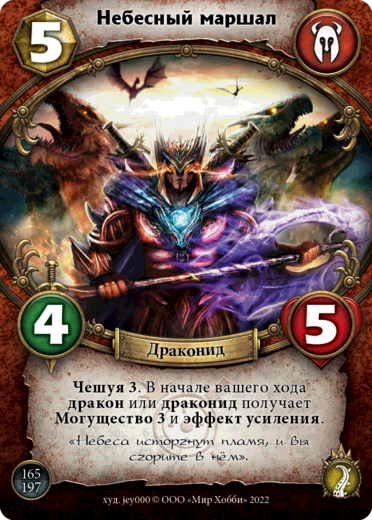 Небесный маршал
5
4
5
Драконид
Чешуя 3. В начале вашего хода
дракон или драконид получает
Могущество 3 и эффект усиления.
«Небеса исторгнут пламя, и вы
сгорите в нём».
165
197
худ. jey000 © ООО «Мир Хобби» 2022